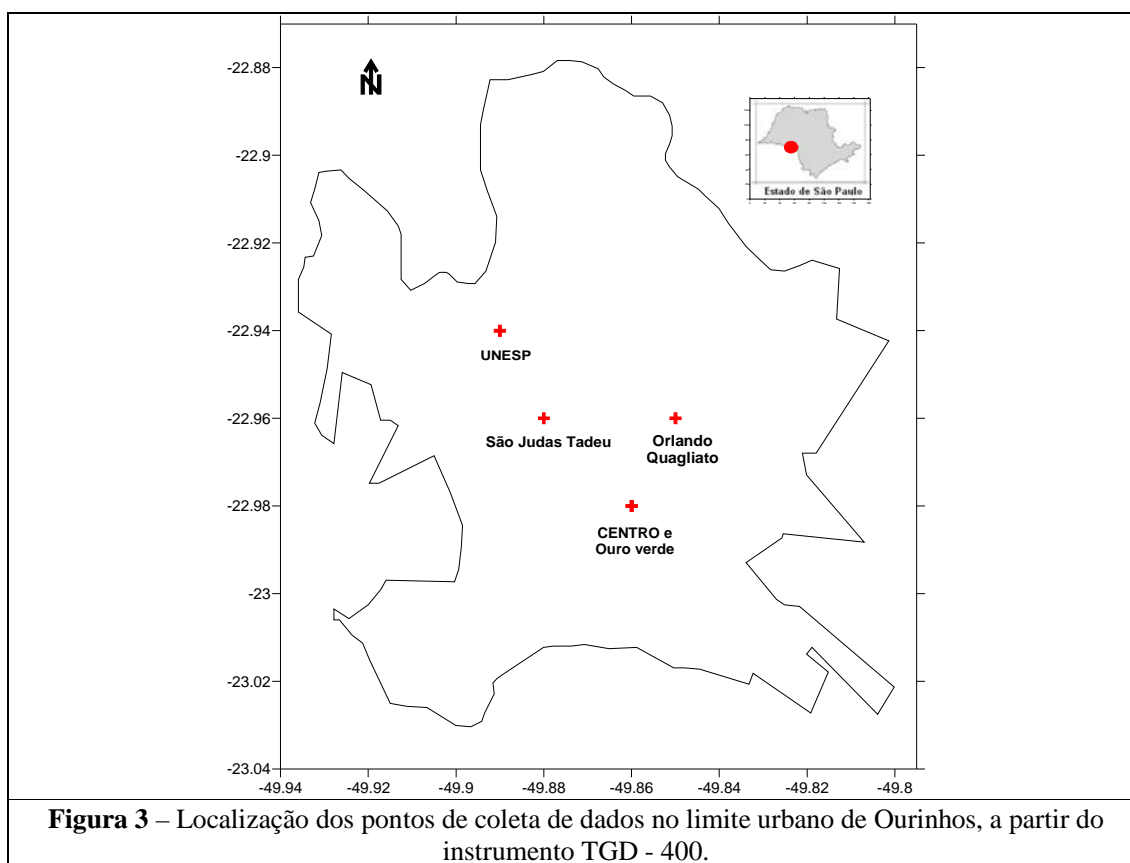 -22.88
N
-22.9
Estado de São Paulo
-22.92
-22.94
UNESP
-22.96
São Judas Tadeu
Orlando
Quagliato
-22.98
CENTRO e
Ouro verde
-23
-23.02
-23.04
-49.94 -49.92 -49.9 -49.88 -49.86 -49.84 -49.82 -49.8
Figura 3 – Localização dos pontos de coleta de dados no limite urbano de Ourinhos, a partir do
instrumento TGD - 400.